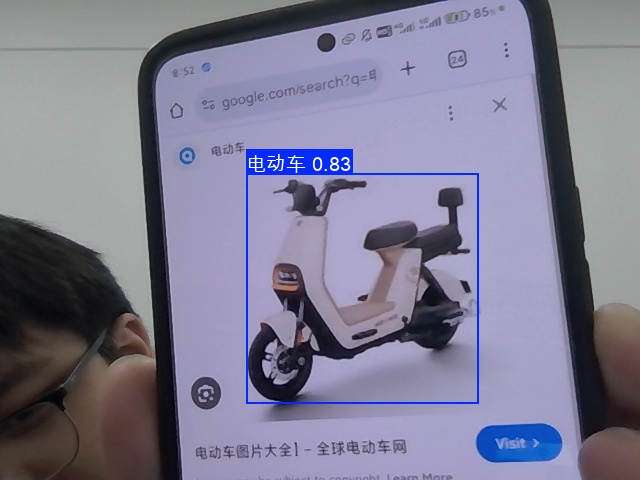 8:52 85%
google.com/search?q=电 24
电动车
电动车 0.83
电动车图片大全】- 全球电动车网
Visit >
subject to copyright. Learn More